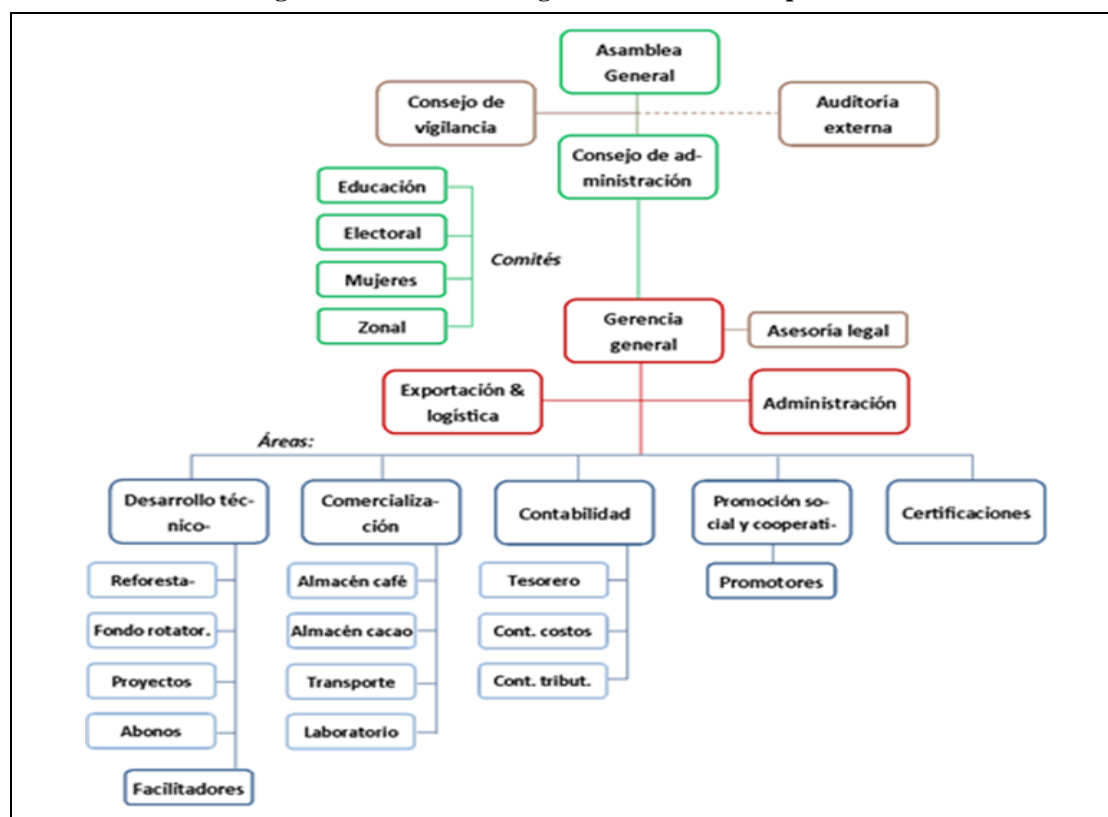 Asamblea
General
Consejo de
vigilancia
Auditoría
externa
Consejo de ad-
ministración
Educación
Electoral
Mujeres
Zonal
Comités
Gerencia
general
Asesoría legal
Exportación &
logística
Administración
Áreas:
Desarrollo téc-
nico-
Comercializa-
ción
Contabilidad
Promoción so-
cial y cooperati-
Certificaciones
Reforesta-
Fondo rotator.
Proyectos
Abonos
Facilitadores
Almacén café
Almacén cacao
Transporte
Laboratorio
Tesorero
Cont. costos
Cont. tribut.
Promotores